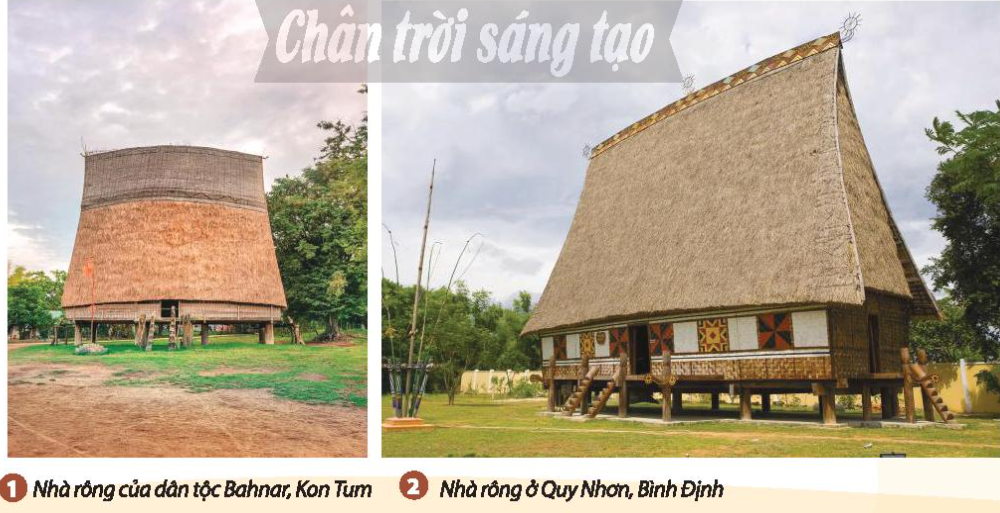 Chân trời sáng tạo
1 Nhà rông của dân tộc Bahnar, Kon Tum
2 Nhà rông ở Quy Nhơn, Bình Định